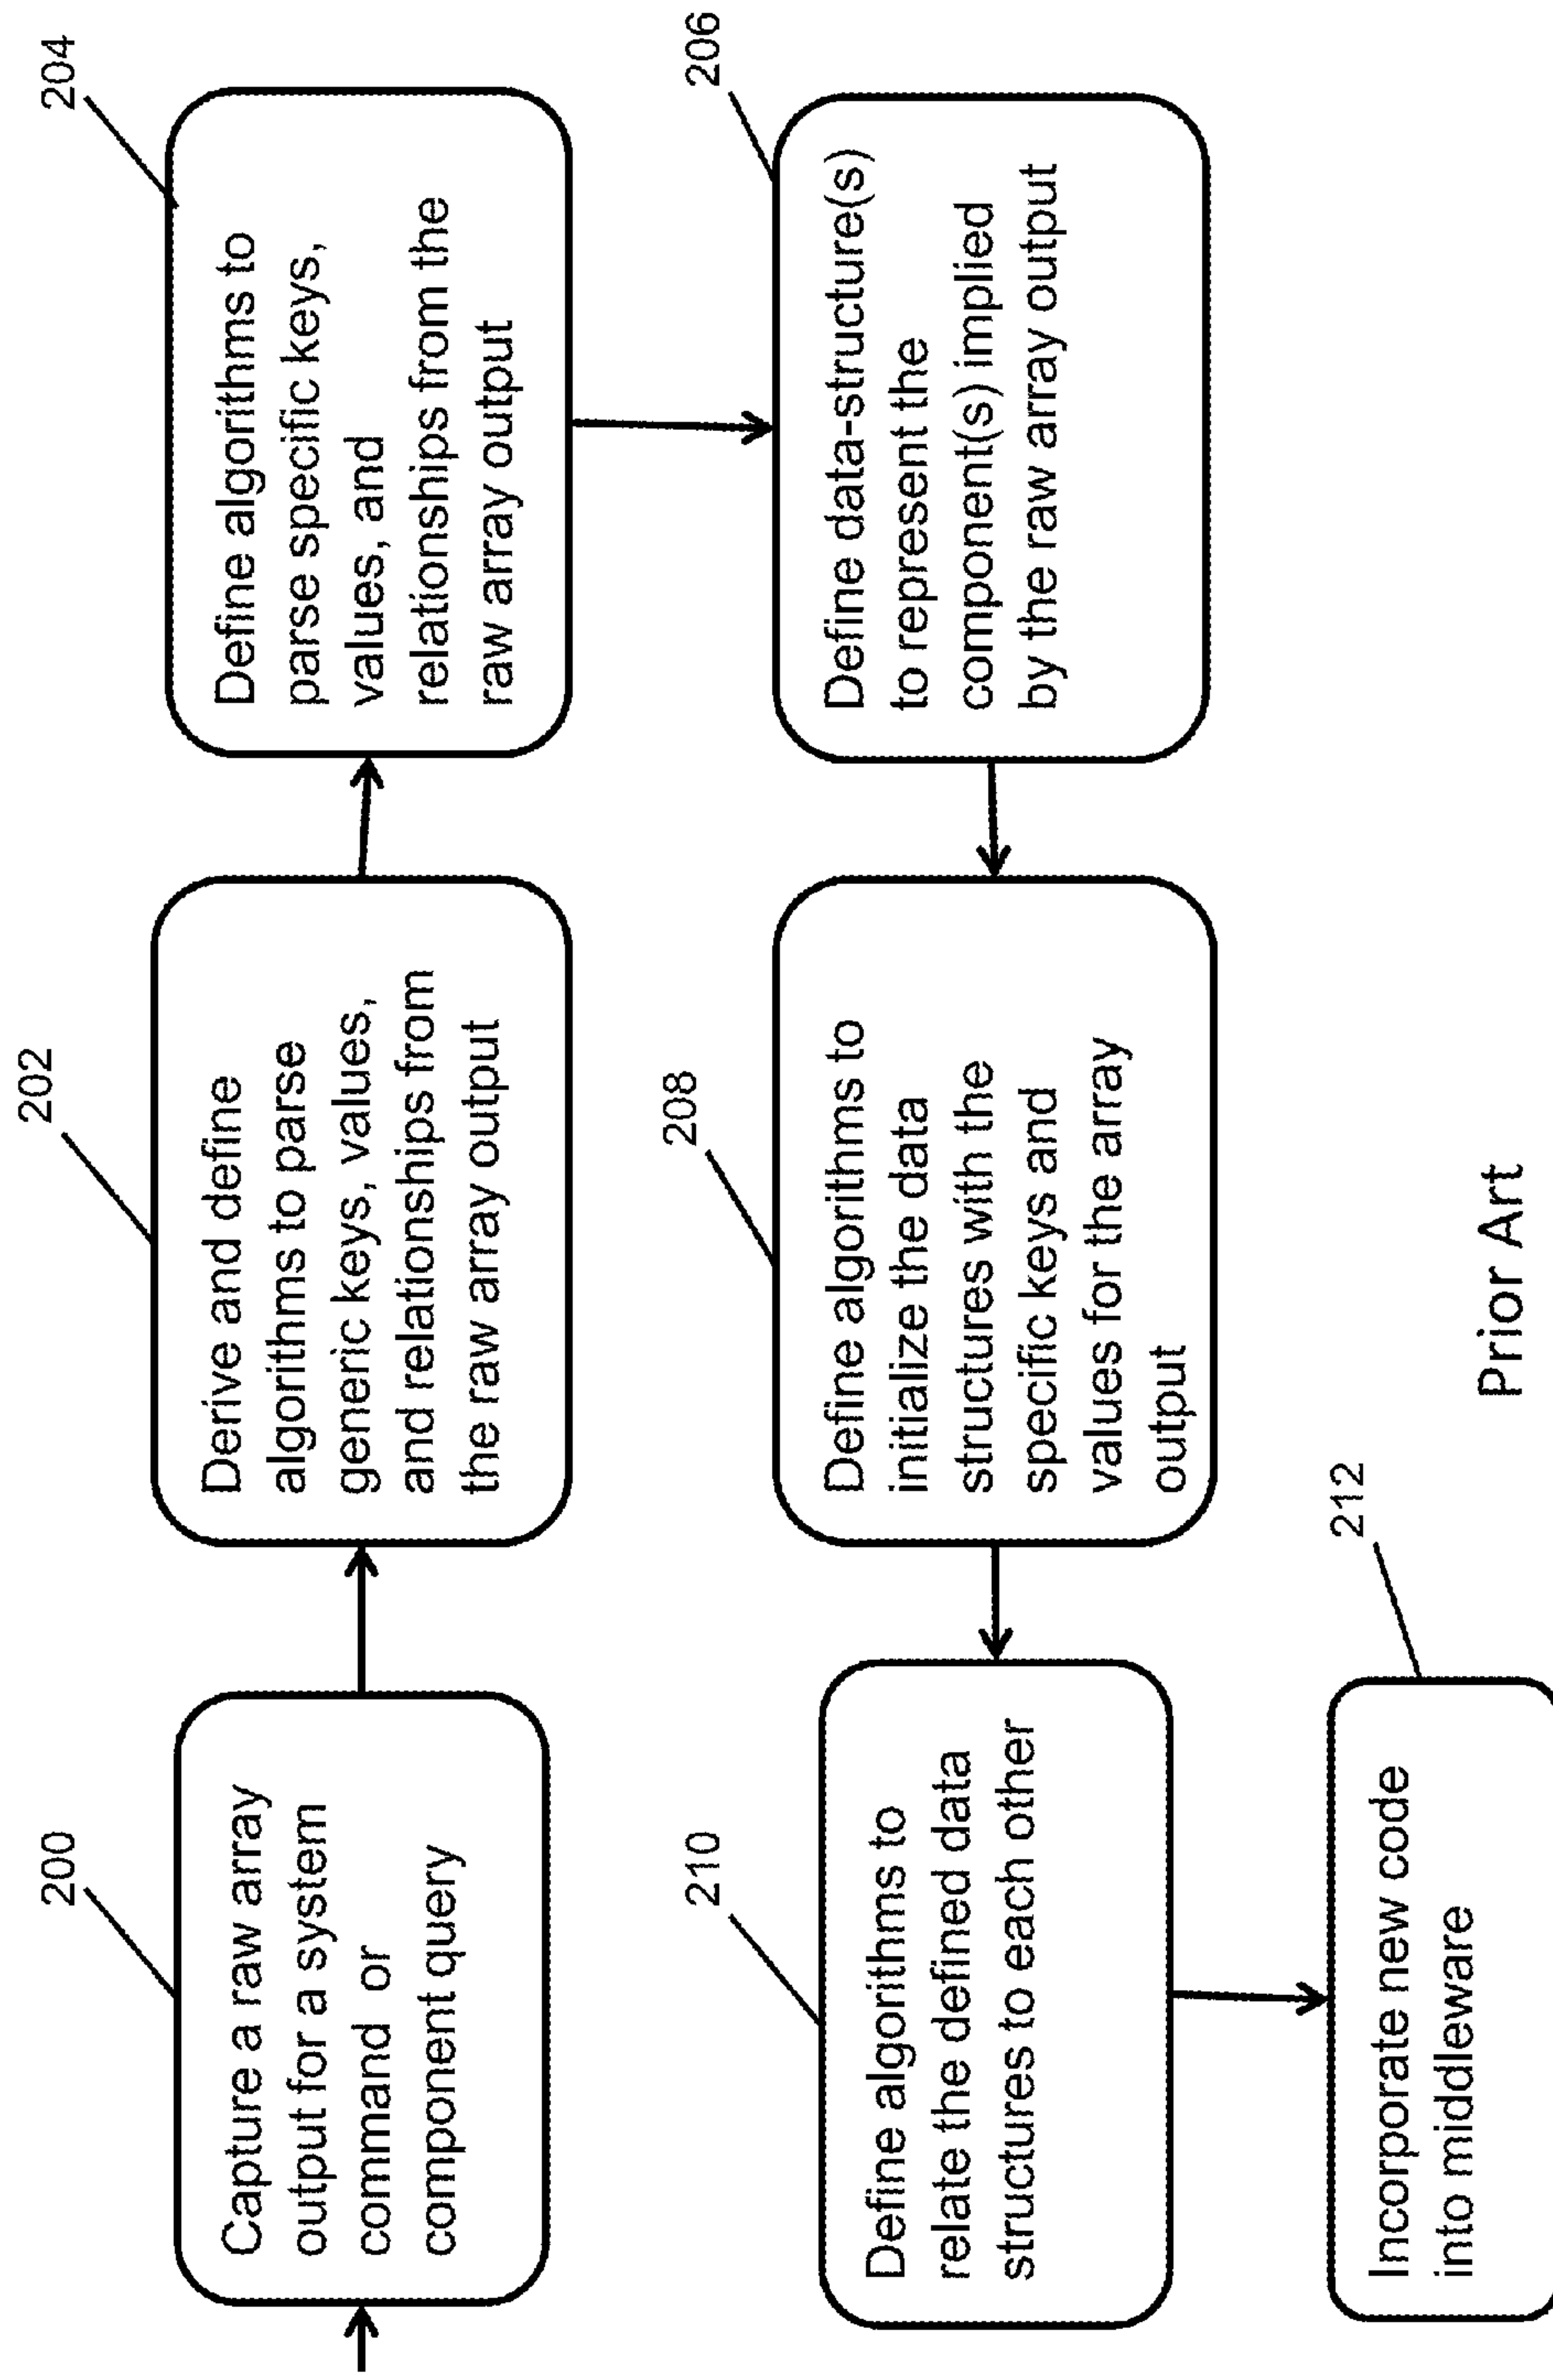 200
Capture a raw array
output for a system
command or
component query
202
Derive and define
algorithms to parse
generic keys, values,
and relationships from
the raw array output
204
Define algorithms to
parse specific keys,
values, and
relationships from the
raw array output
206
Define data-structure(s)
to represent the
component(s) implied
by the raw array output
208
Define algorithms to
initialize the data
structures with the
specific keys and
values for the array
output
210
Define algorithms to
relate the defined data
structures to each other
212
Incorporate new code
into middleware
Prior Art